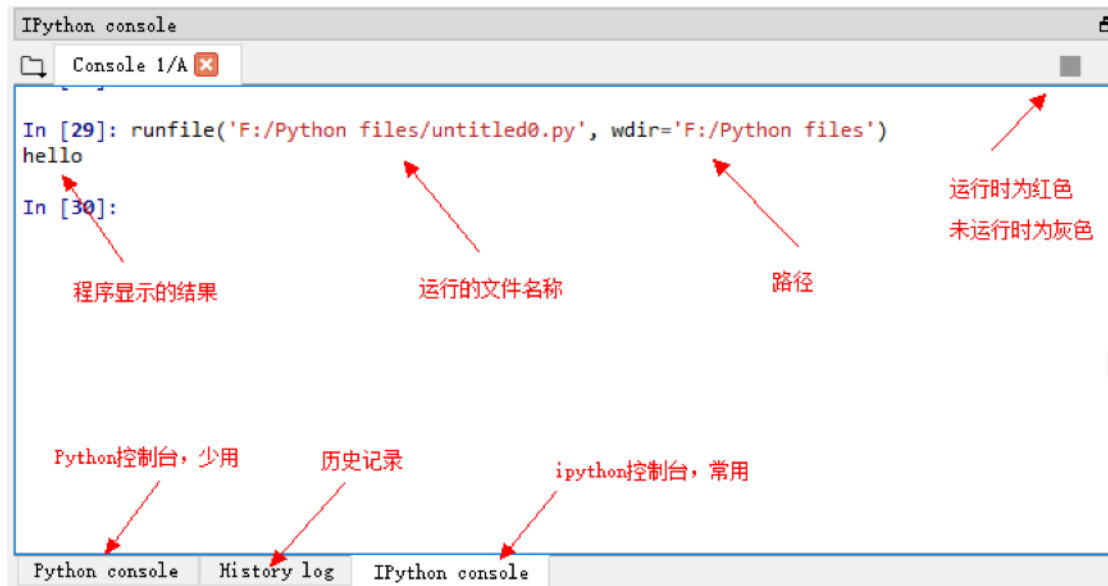 IPython console
Console 1/A
In [29]: runfile('F:/Python files/untitled0.py', wdir='F:/Python files')
hello
In [30]:
运行时为红色
未运行时为灰色
程序显示的结果
运行的文件名称
路径
Python控制台，少用
历史记录
ipython控制台，常用
Python console
History log
IPython console